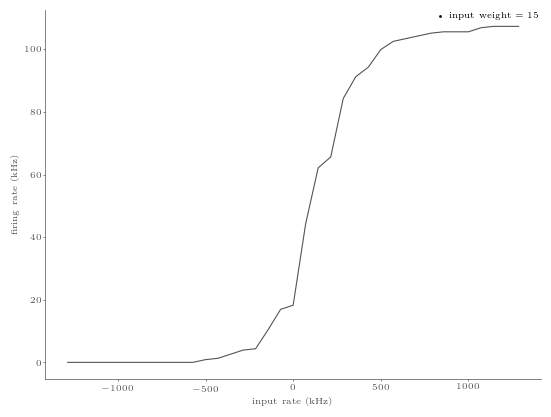 • input weight = 15
100
80
60
40
20
0
firing rate (kHz)
−1000 −500 0 500 1000
input rate (kHz)